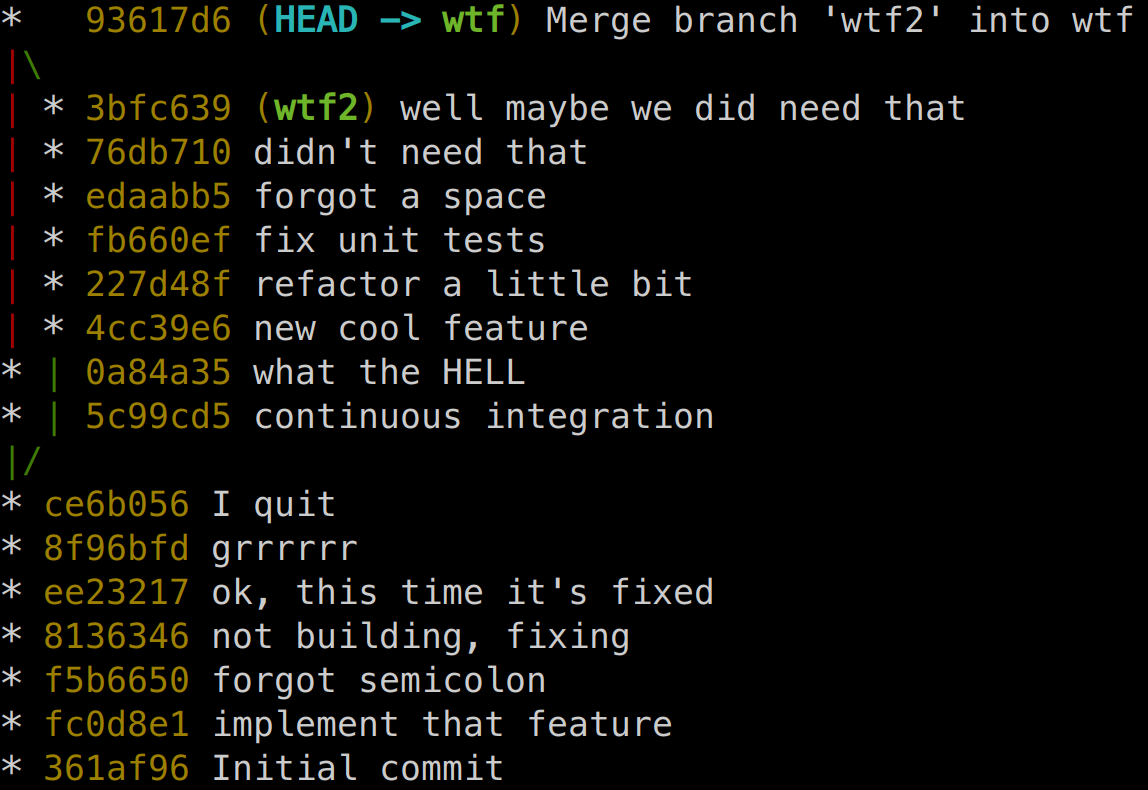 *   93617d6 (HEAD -> wtf) Merge branch 'wtf2' into wtf
|\
| * 3bfc639 (wtf2) well maybe we did need that
| * 76db710 didn't need that
| * edaabb5 forgot a space
| * fb660ef fix unit tests
| * 227d48f refactor a little bit
| * 4cc39e6 new cool feature
* | 0a84a35 what the HELL
* | 5c99cd5 continuous integration
|/
* ce6b056 I quit
* 8f96bfd grrrrrr
* ee23217 ok, this time it's fixed
* 8136346 not building, fixing
* f5b6650 forgot semicolon
* fc0d8e1 implement that feature
* 361af96 Initial commit